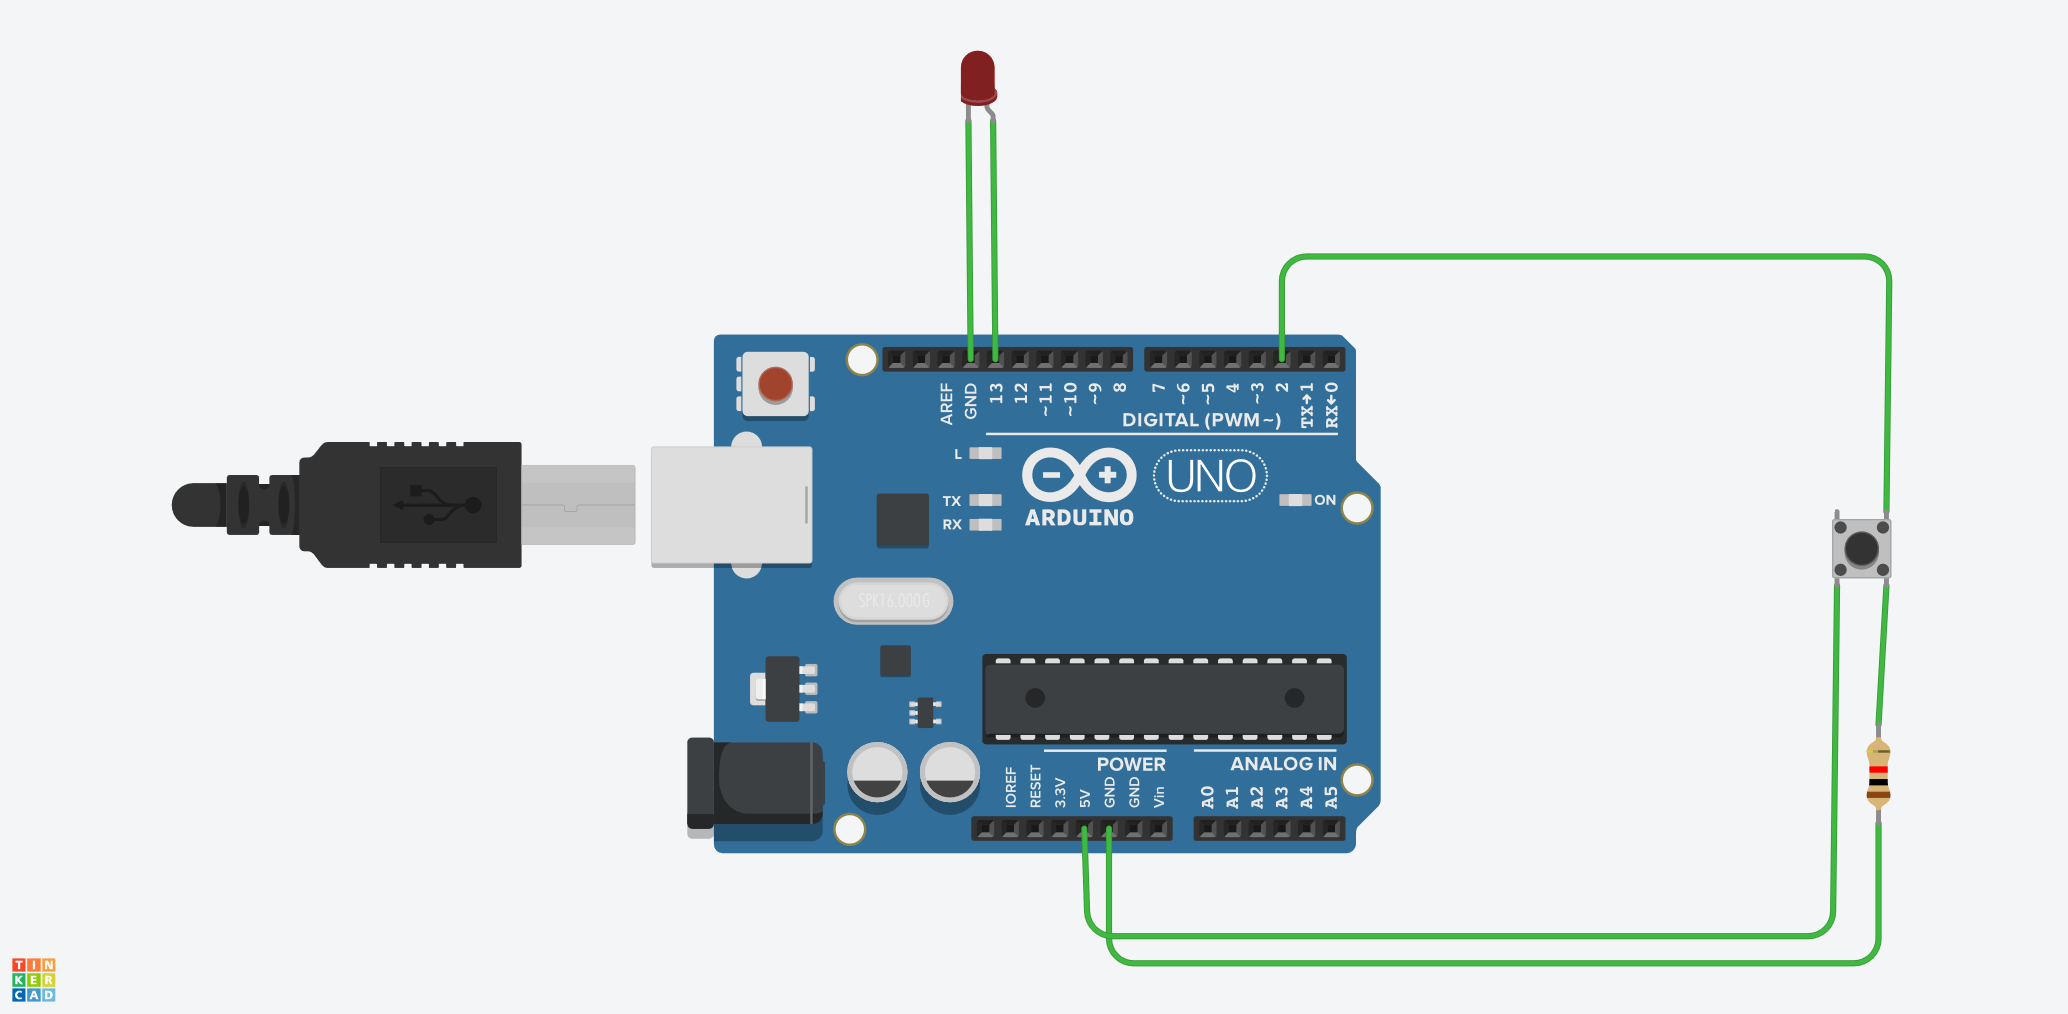 AREF
GND
13
12
~11
~10
~9
8
7
~6
~5
4
~3
2
TX→1
RX←0
DIGITAL (PWM~)
L
TX
RX
ARDUINO
UNO
ON
SPK16.000G
POWER
ANALOG IN
IOREF
RESET
3.3V
5V
GND
GND
Vin
A0
A1
A2
A3
A4
A5
TIN
KER
CAD